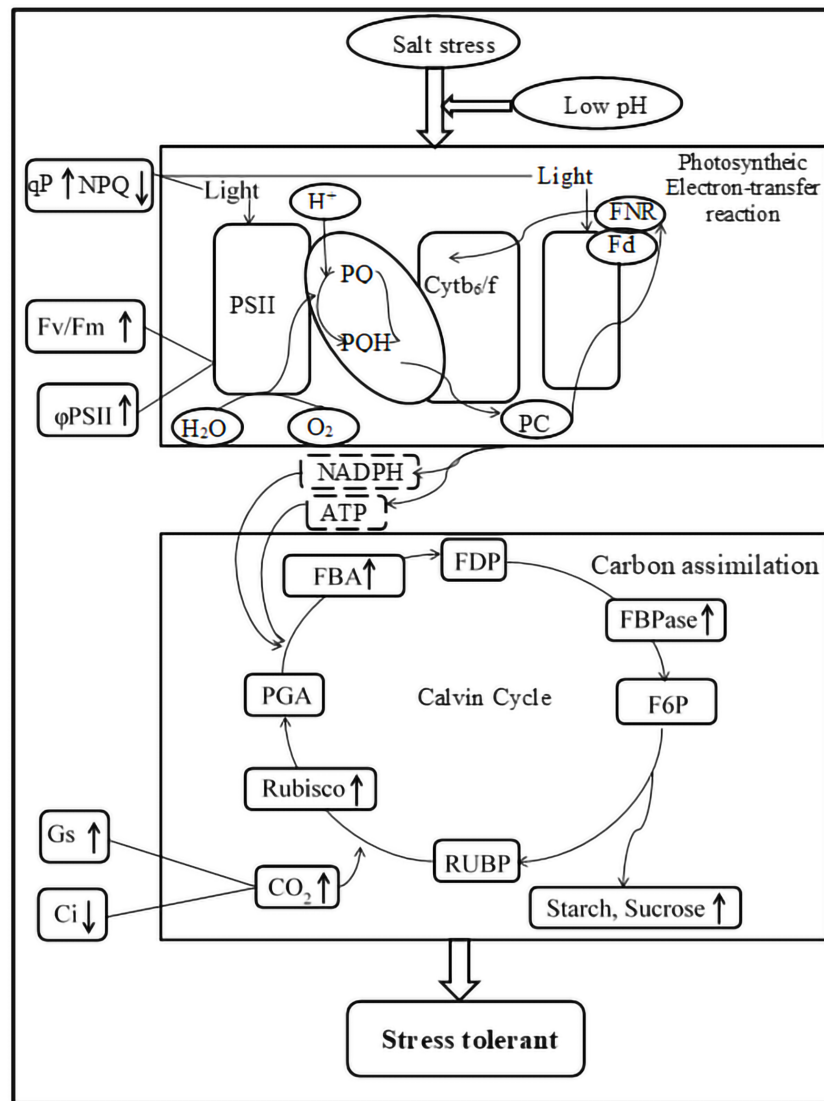 Salt stress
Low pH
Photosyntheic
Electron-transfer
reaction
qP ↑ NPQ ↓
Light
Light
H⁺
FNR
Fd
PSII
PQ
Cytb₆/f
PQH
Fv/Fm ↑
φPSII ↑
H₂O
O₂
PC
NADPH
ATP
Carbon assimilation
FBA ↑
FDP
FBPase ↑
PGA
Calvin Cycle
F6P
Rubisco ↑
Gs ↑
RUBP
CO₂ ↑
Ci ↓
Starch, Sucrose ↑
Stress tolerant